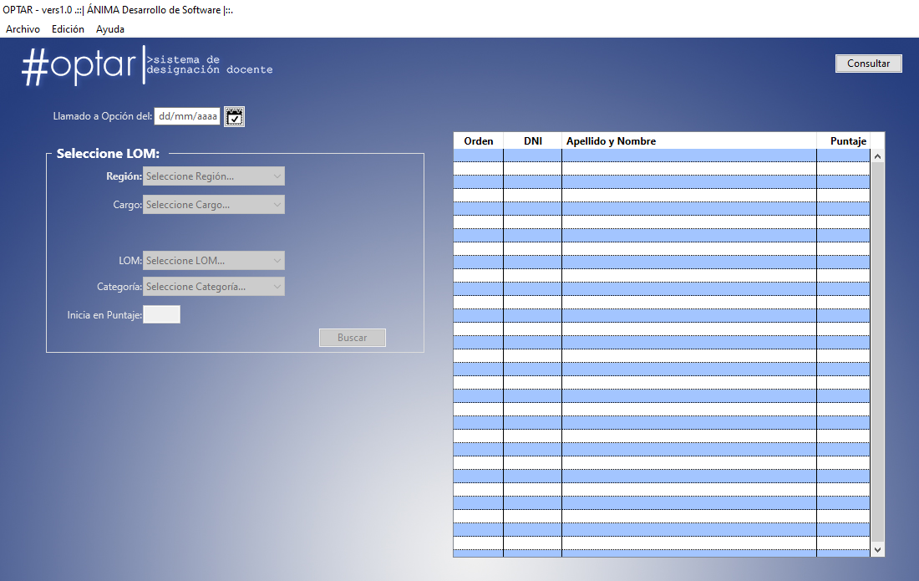 OPTAR - vers1.0 .::| ÁNIMA Desarrollo de Software |::.
Archivo Edición Ayuda
#optar >sistema de
designación docente
Consultar
Llamado a Opción del: dd/mm/aaaa
Seleccione LOM:
Región: Seleccione Región...
Cargo: Seleccione Cargo...
LOM: Seleccione LOM...
Categoría: Seleccione Categoría...
Inicia en Puntaje:
Buscar
Orden DNI Apellido y Nombre Puntaje